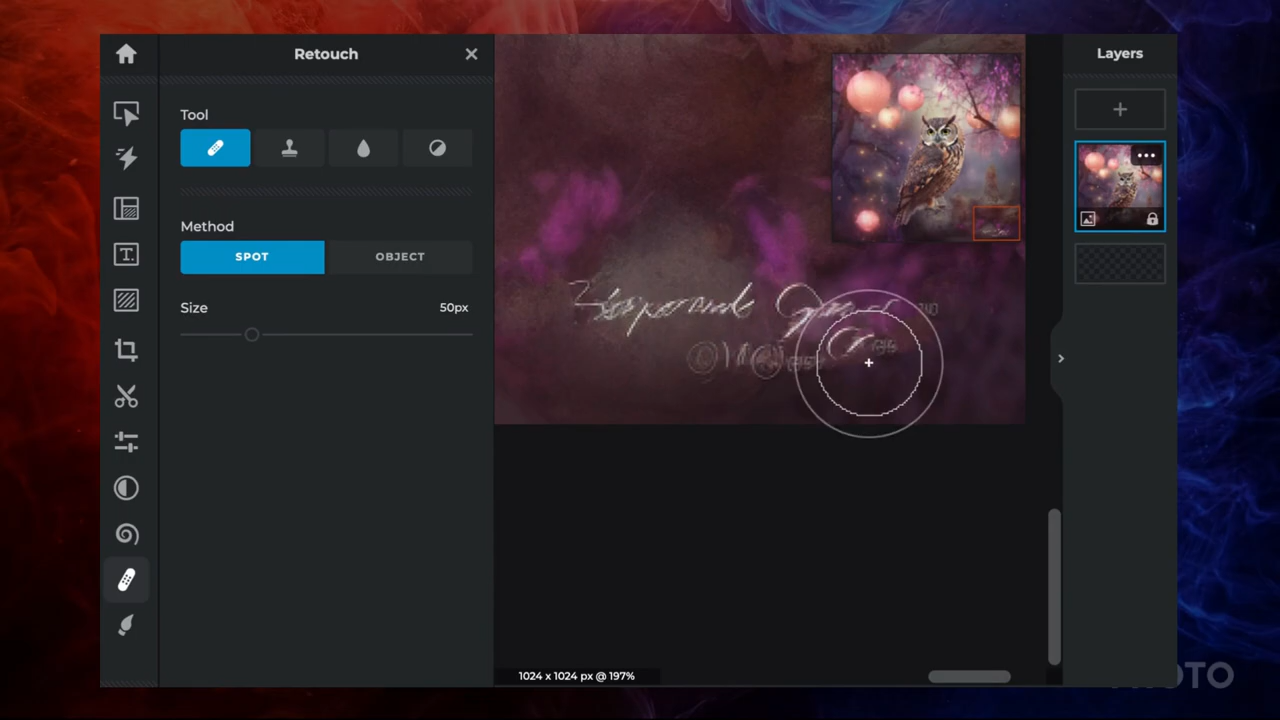 Retouch
Layers
Tool
Method
SPOT
OBJECT
Size
50px
1024 x 1024 px @ 197%